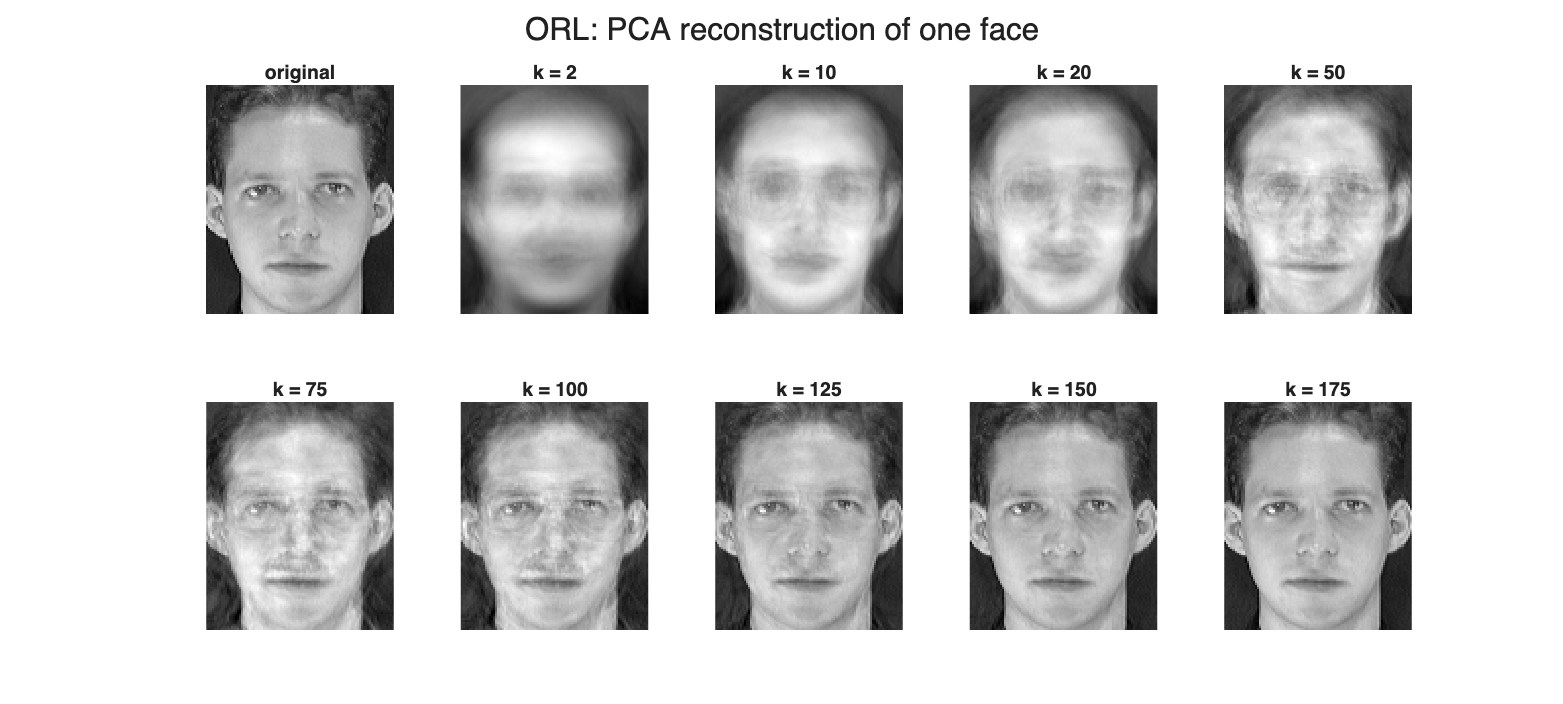 ORL: PCA reconstruction of one face
original
k = 2
k = 10
k = 20
k = 50
k = 75
k = 100
k = 125
k = 150
k = 175